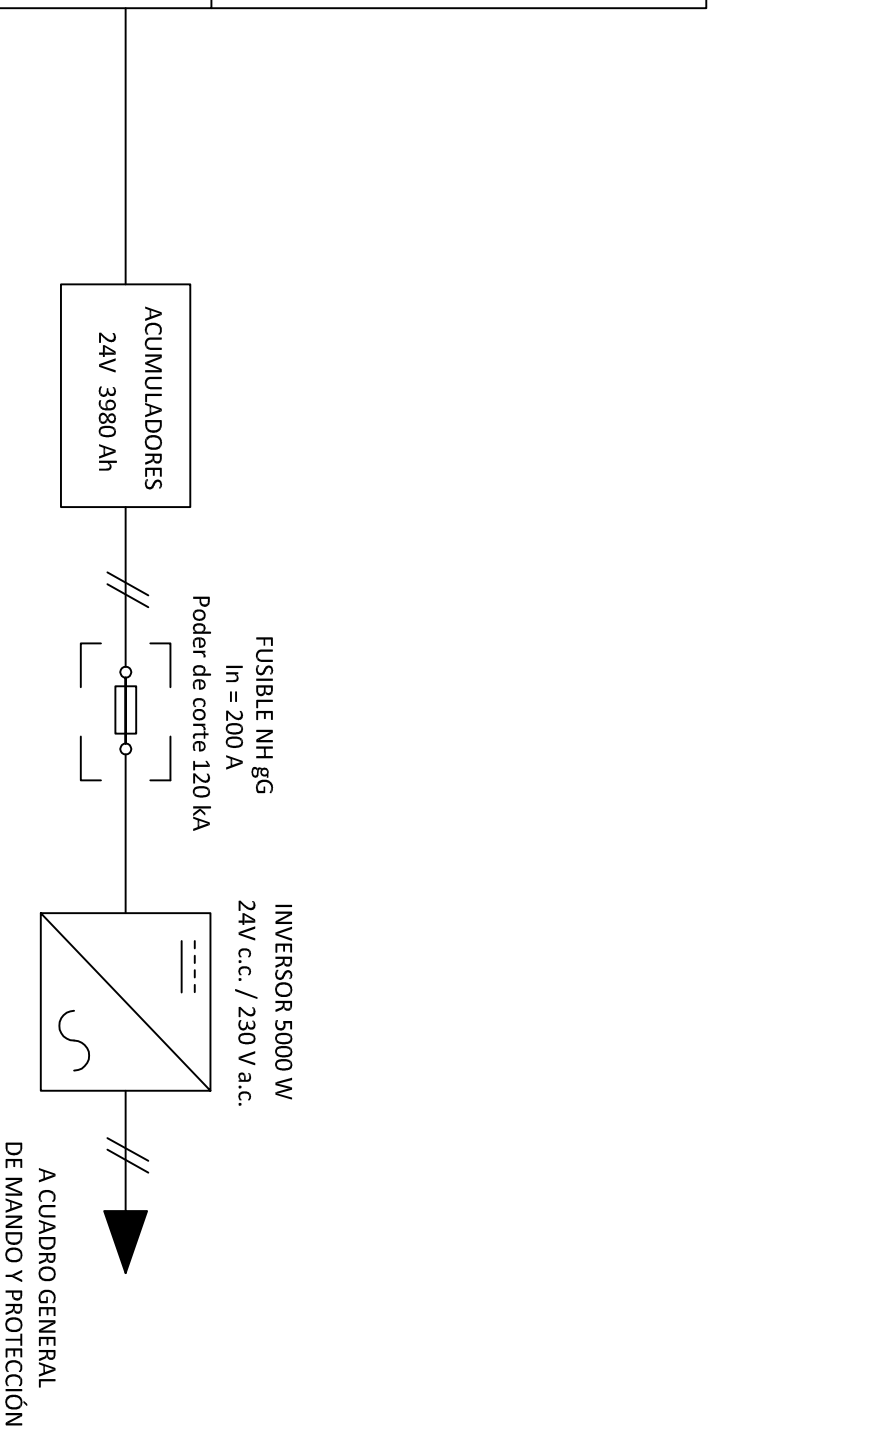 ACUMULADORES
24V 3980 Ah
FUSIBLE NH gG
In = 200 A
Poder de corte 120 kA
INVERSOR 5000 W
24V c.c. / 230 V a.c.
A CUADRO GENERAL
DE MANDO Y PROTECCIÓN